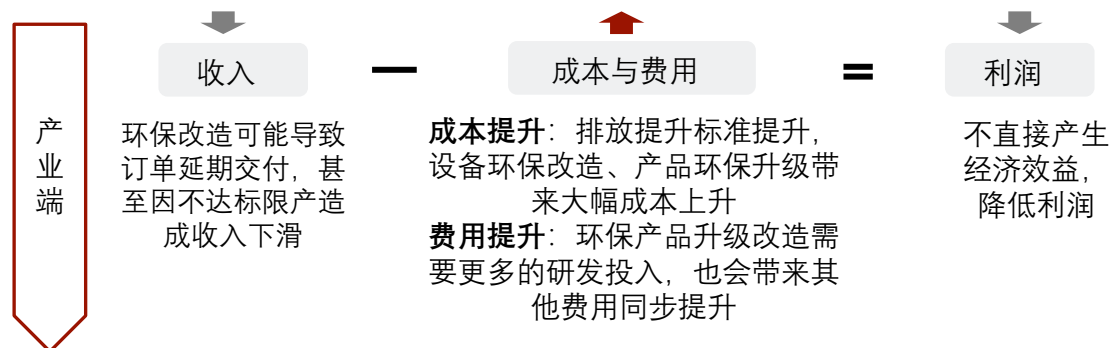 收入 — 成本与费用 = 利润
产业端
环保改造可能导致
订单延期交付，甚
至因不达标限产造
成收入下滑
成本提升：排放提升标准提升，
设备环保改造、产品环保升级带
来大幅成本上升
费用提升：环保产品升级改造需
要更多的研发投入，也会带来其
他费用同步提升
不直接产生
经济效益，
降低利润